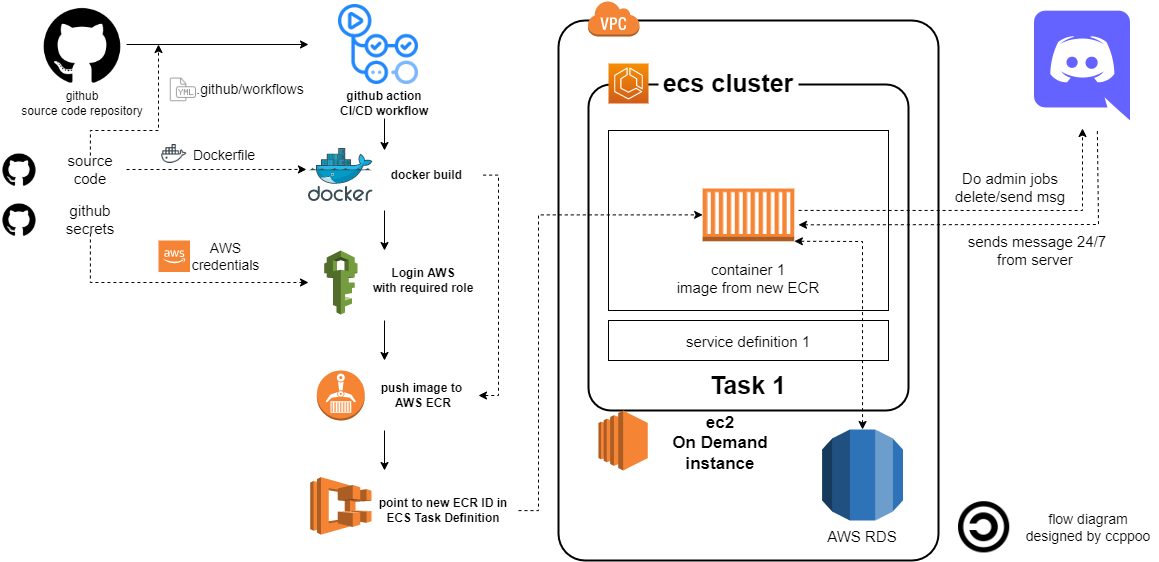 github
source code repository
YML
.github/workflows
github action
CI/CD workflow
source
code
Dockerfile
docker
docker build
github
secrets
aws
AWS
credentials
Login AWS
with required role
push image to
AWS ECR
point to new ECR ID in
ECS Task Definition
VPC
ecs cluster
container 1
image from new ECR
service definition 1
Task 1
ec2
On Demand
instance
AWS RDS
Do admin jobs
delete/send msg
sends message 24/7
from server
flow diagram
designed by ccppoo